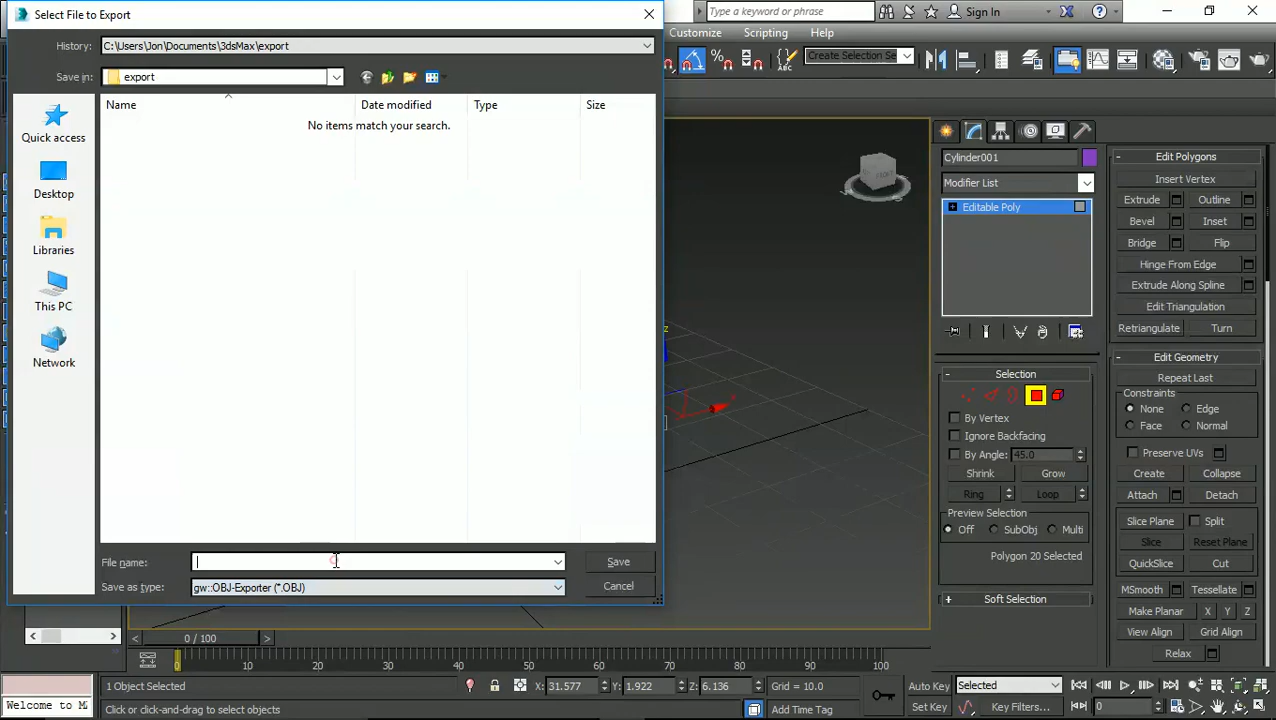 Select File to Export
Type a keyword or phrase
Sign In
History:
C:\Users\Jon\Documents\3dsMax\export
Customize
Scripting
Help
Save in:
export
Create Selection Se
Name
Date modified
Type
Size
No items match your search.
Quick access
Desktop
Libraries
This PC
Network
FRONT
z
Cylinder001
Modifier List
Editable Poly
Selection
By Vertex
Ignore Backfacing
By Angle:
45.0
Shrink
Grow
Ring
Loop
Preview Selection
Off
SubObj
Multi
Polygon 20 Selected
Soft Selection
Edit Polygons
Insert Vertex
Extrude
Outline
Bevel
Inset
Bridge
Flip
Hinge From Edge
Extrude Along Spline
Edit Triangulation
Retriangulate
Turn
Edit Geometry
Repeat Last
Constraints
None
Edge
Face
Normal
Preserve UVs
Create
Collapse
Attach
Detach
Slice Plane
Split
Slice
Reset Plane
QuickSlice
Cut
MSmooth
Tessellate
Make Planar
X
Y
Z
View Align
Grid Align
Relax
File name:
Save
Save as type:
gw::OBJ-Exporter (*.OBJ)
Cancel
0 / 100
0
10
20
30
40
50
60
70
80
90
100
1 Object Selected
X:
31.577
Y:
1.922
Z:
6.136
Grid = 10.0
Auto Key
Selected
Welcome to M
Click or click-and-drag to select objects
Add Time Tag
Set Key
Key Filters...
0